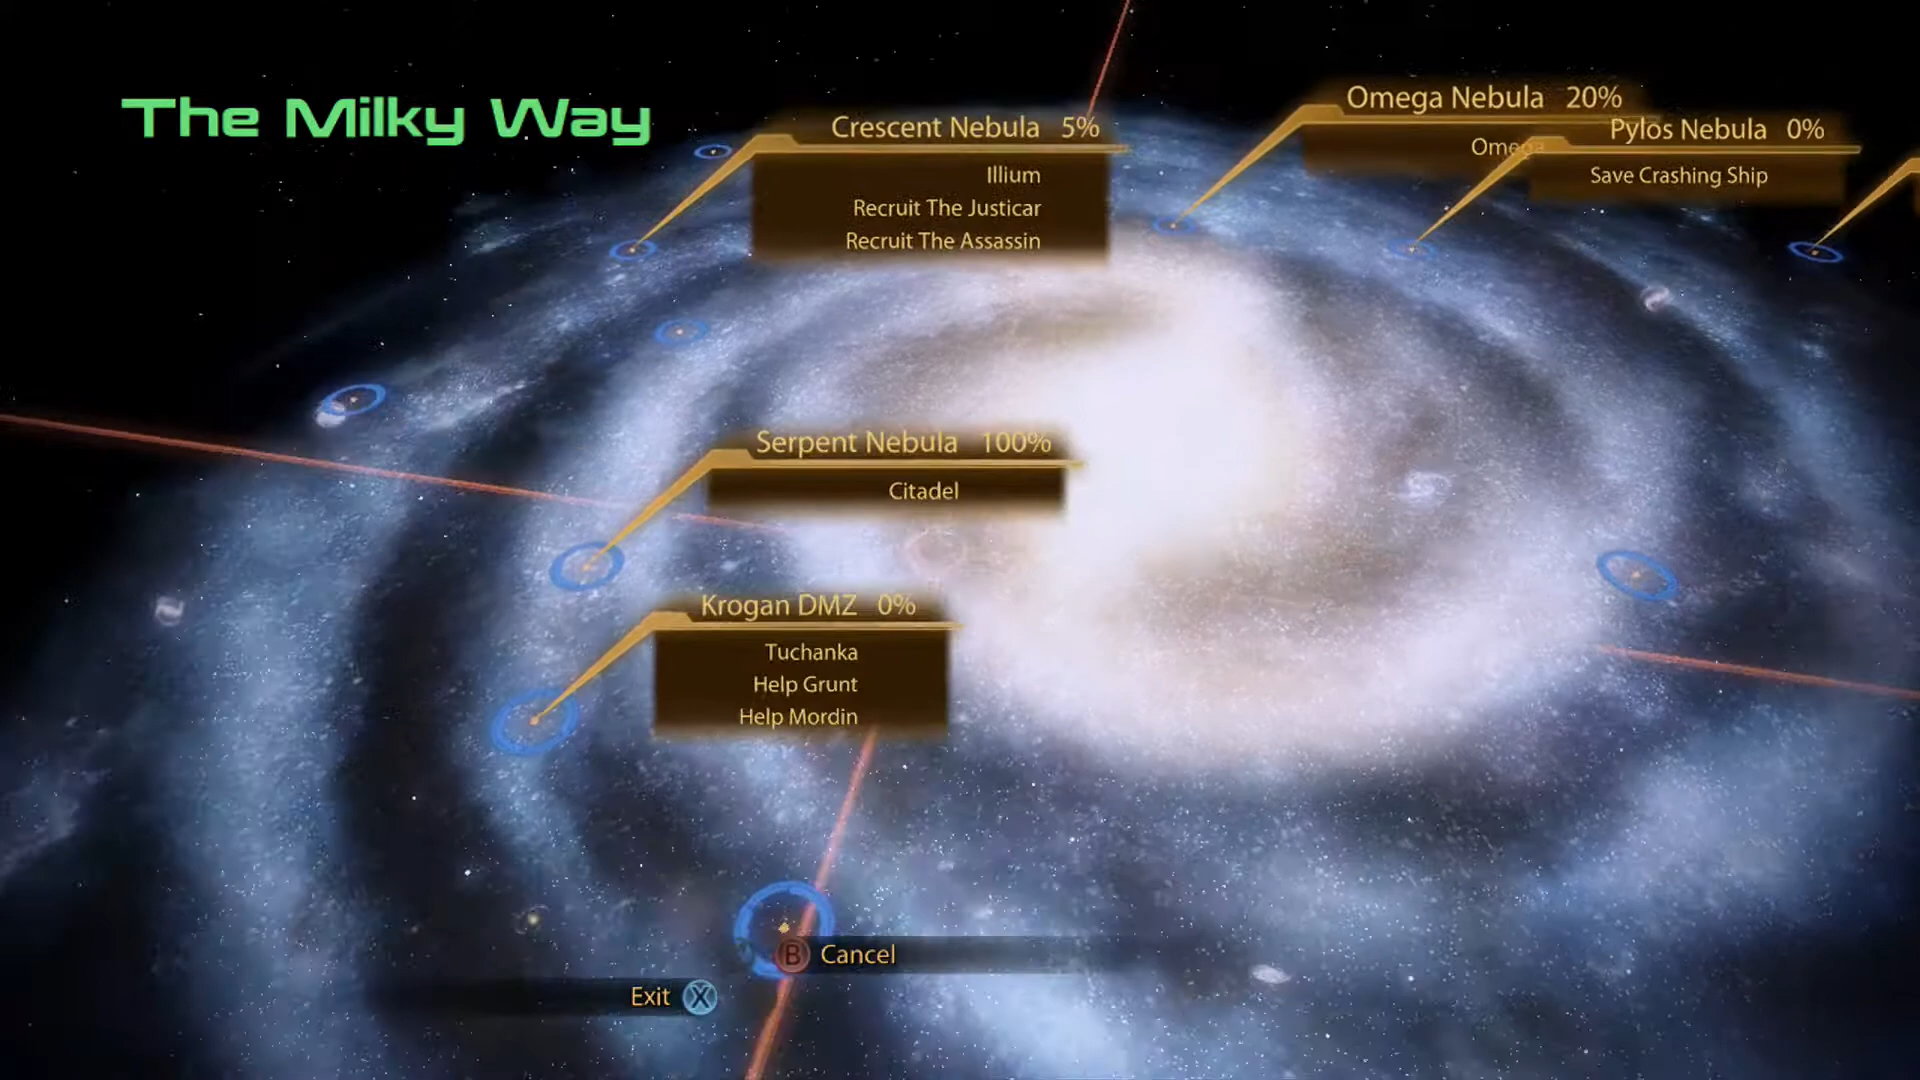 The Milky Way
Crescent Nebula 5%
Illium
Recruit The Justicar
Recruit The Assassin
Omega Nebula 20%
Omega
Pylos Nebula 0%
Save Crashing Ship
Serpent Nebula 100%
Citadel
Krogan DMZ 0%
Tuchanka
Help Grunt
Help Mordin
B Cancel
Exit X